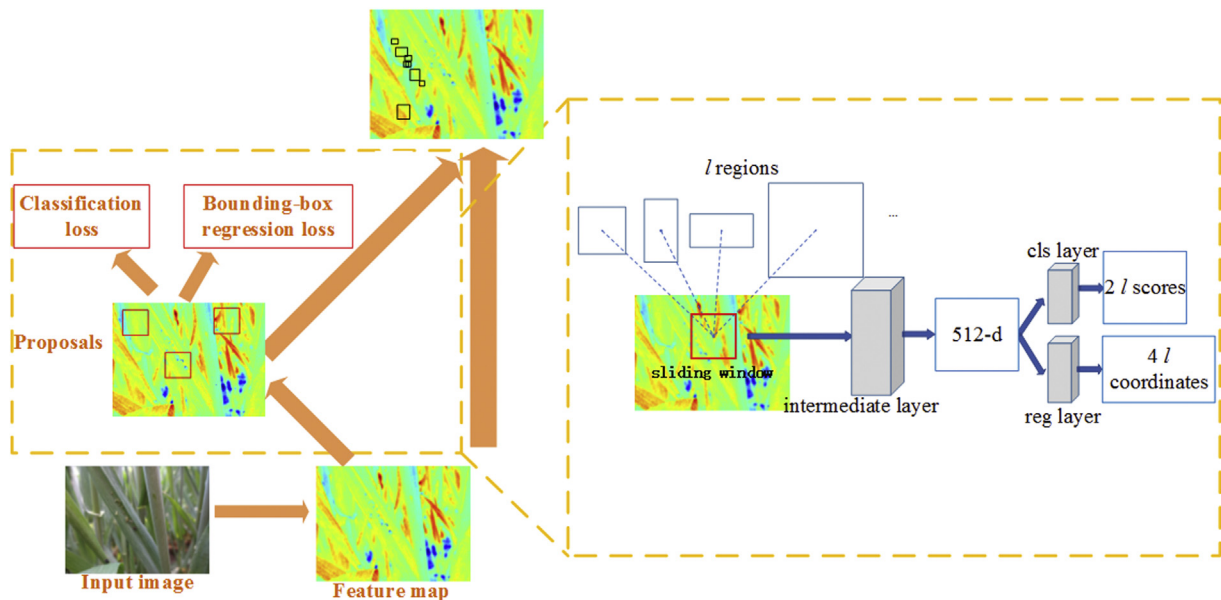 Classification
loss
Bounding-box
regression loss
Proposals
Input image
Feature map
l regions
...
sliding window
intermediate layer
512-d
cls layer
2 l scores
reg layer
4 l
coordinates